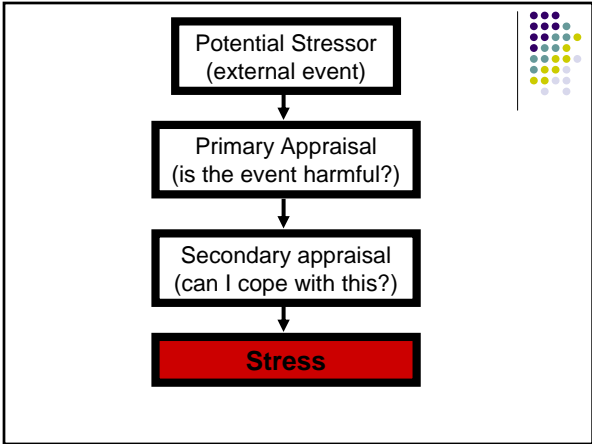 Potential Stressor
(external event)
Primary Appraisal
(is the event harmful?)
Secondary appraisal
(can I cope with this?)
Stress